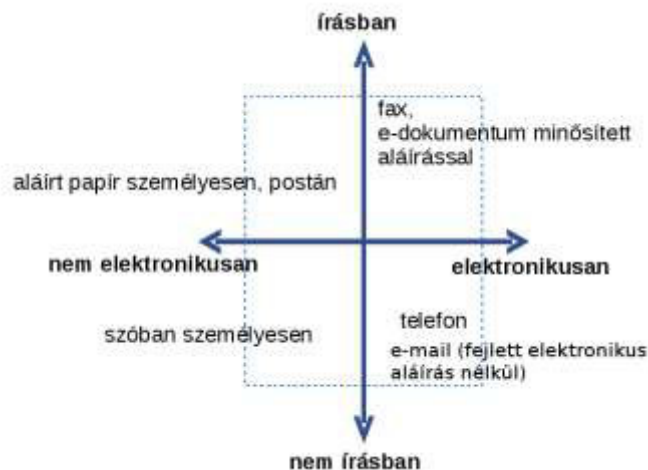 írásban
fax,
e-dokumentum minősített
aláírással
aláírt papír személyesen, postán
nem elektronikusan
elektronikusan
szóban személyesen
telefon
e-mail (fejlett elektronikus
aláírás nélkül)
nem írásban